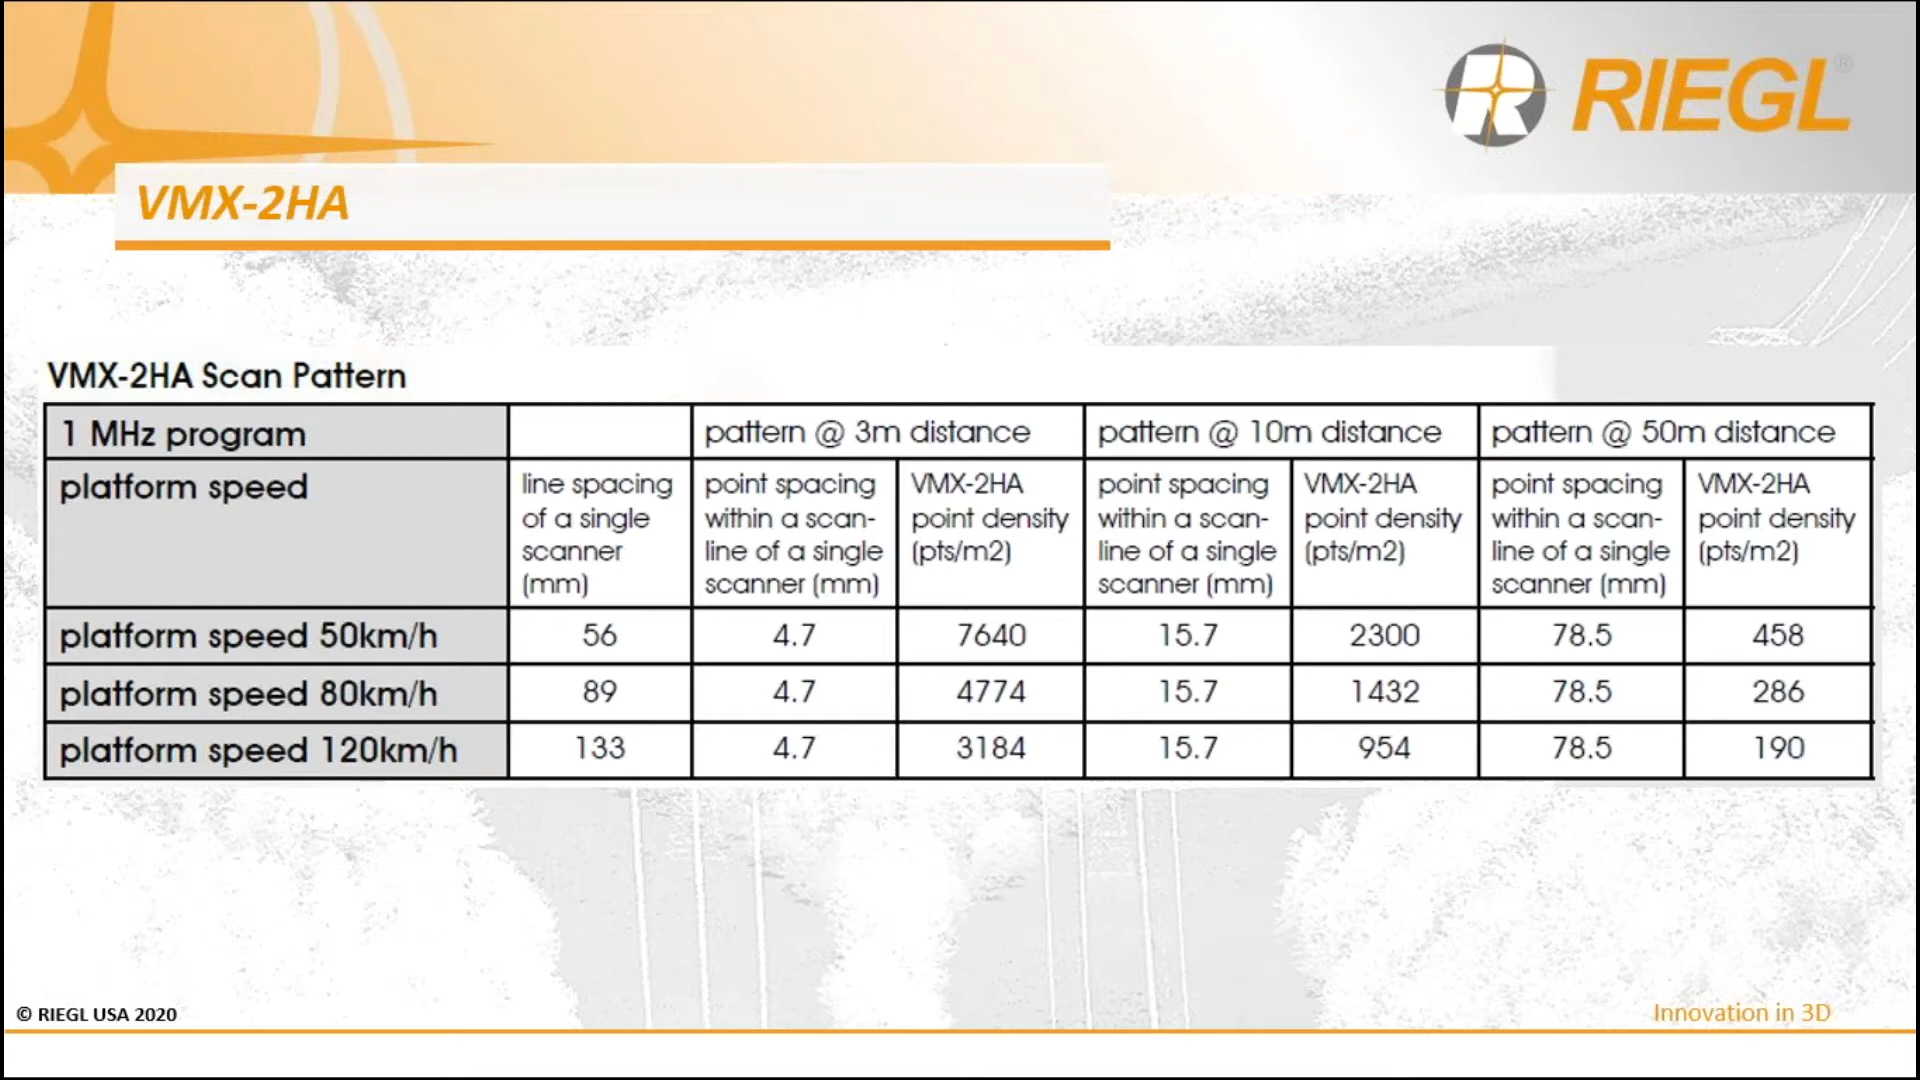 RIEGL®
VMX-2HA
VMX-2HA Scan Pattern
1 MHz program
pattern @ 3m distance
pattern @ 10m distance
pattern @ 50m distance
platform speed
line spacing
of a single
scanner
(mm)
point spacing
within a scan-
line of a single
scanner (mm)
VMX-2HA
point density
(pts/m2)
point spacing
within a scan-
line of a single
scanner (mm)
VMX-2HA
point density
(pts/m2)
point spacing
within a scan-
line of a single
scanner (mm)
VMX-2HA
point density
(pts/m2)
platform speed 50km/h 56 4.7 7640 15.7 2300 78.5 458
platform speed 80km/h 89 4.7 4774 15.7 1432 78.5 286
platform speed 120km/h 133 4.7 3184 15.7 954 78.5 190
© RIEGL USA 2020
Innovation in 3D